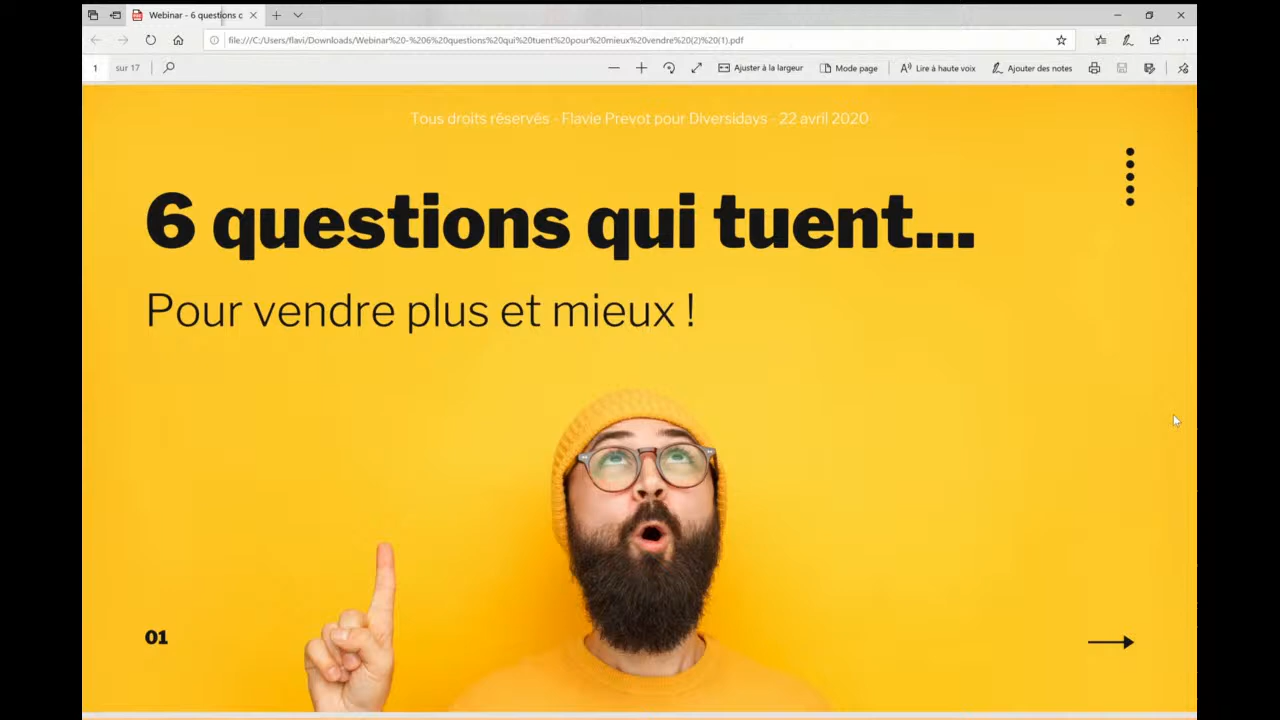 Webinar - 6 questions c
file:///C:/Users/flavi/Downloads/Webinar%20-%206%20questions%20qui%20tuent%20pour%20mieux%20vendre%20(2)%20(1).pdf
1 sur 17 Ajuster à la largeur Mode page Lire à haute voix Ajouter des notes
Tous droits réservés - Flavie Prevot pour Diversidays - 22 avril 2020
6 questions qui tuent...
Pour vendre plus et mieux !
01